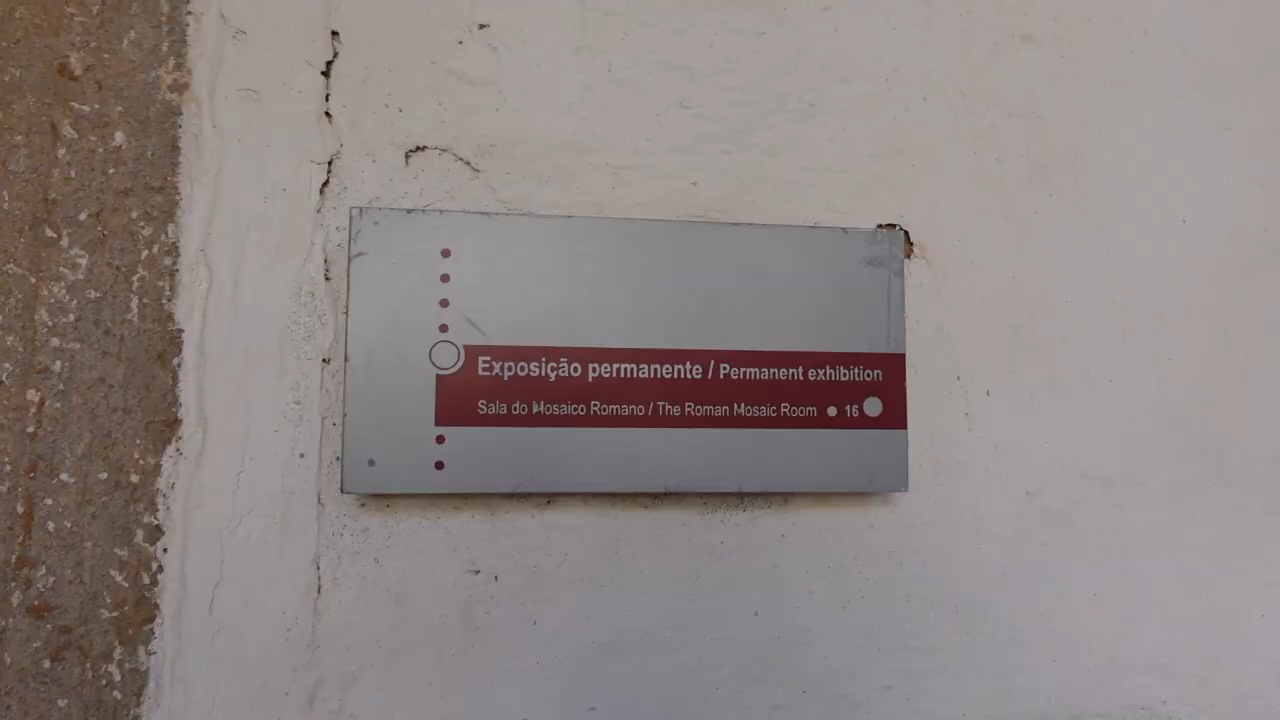 Exposição permanente / Permanent exhibition
Sala do Mosaico Romano / The Roman Mosaic Room ● 16